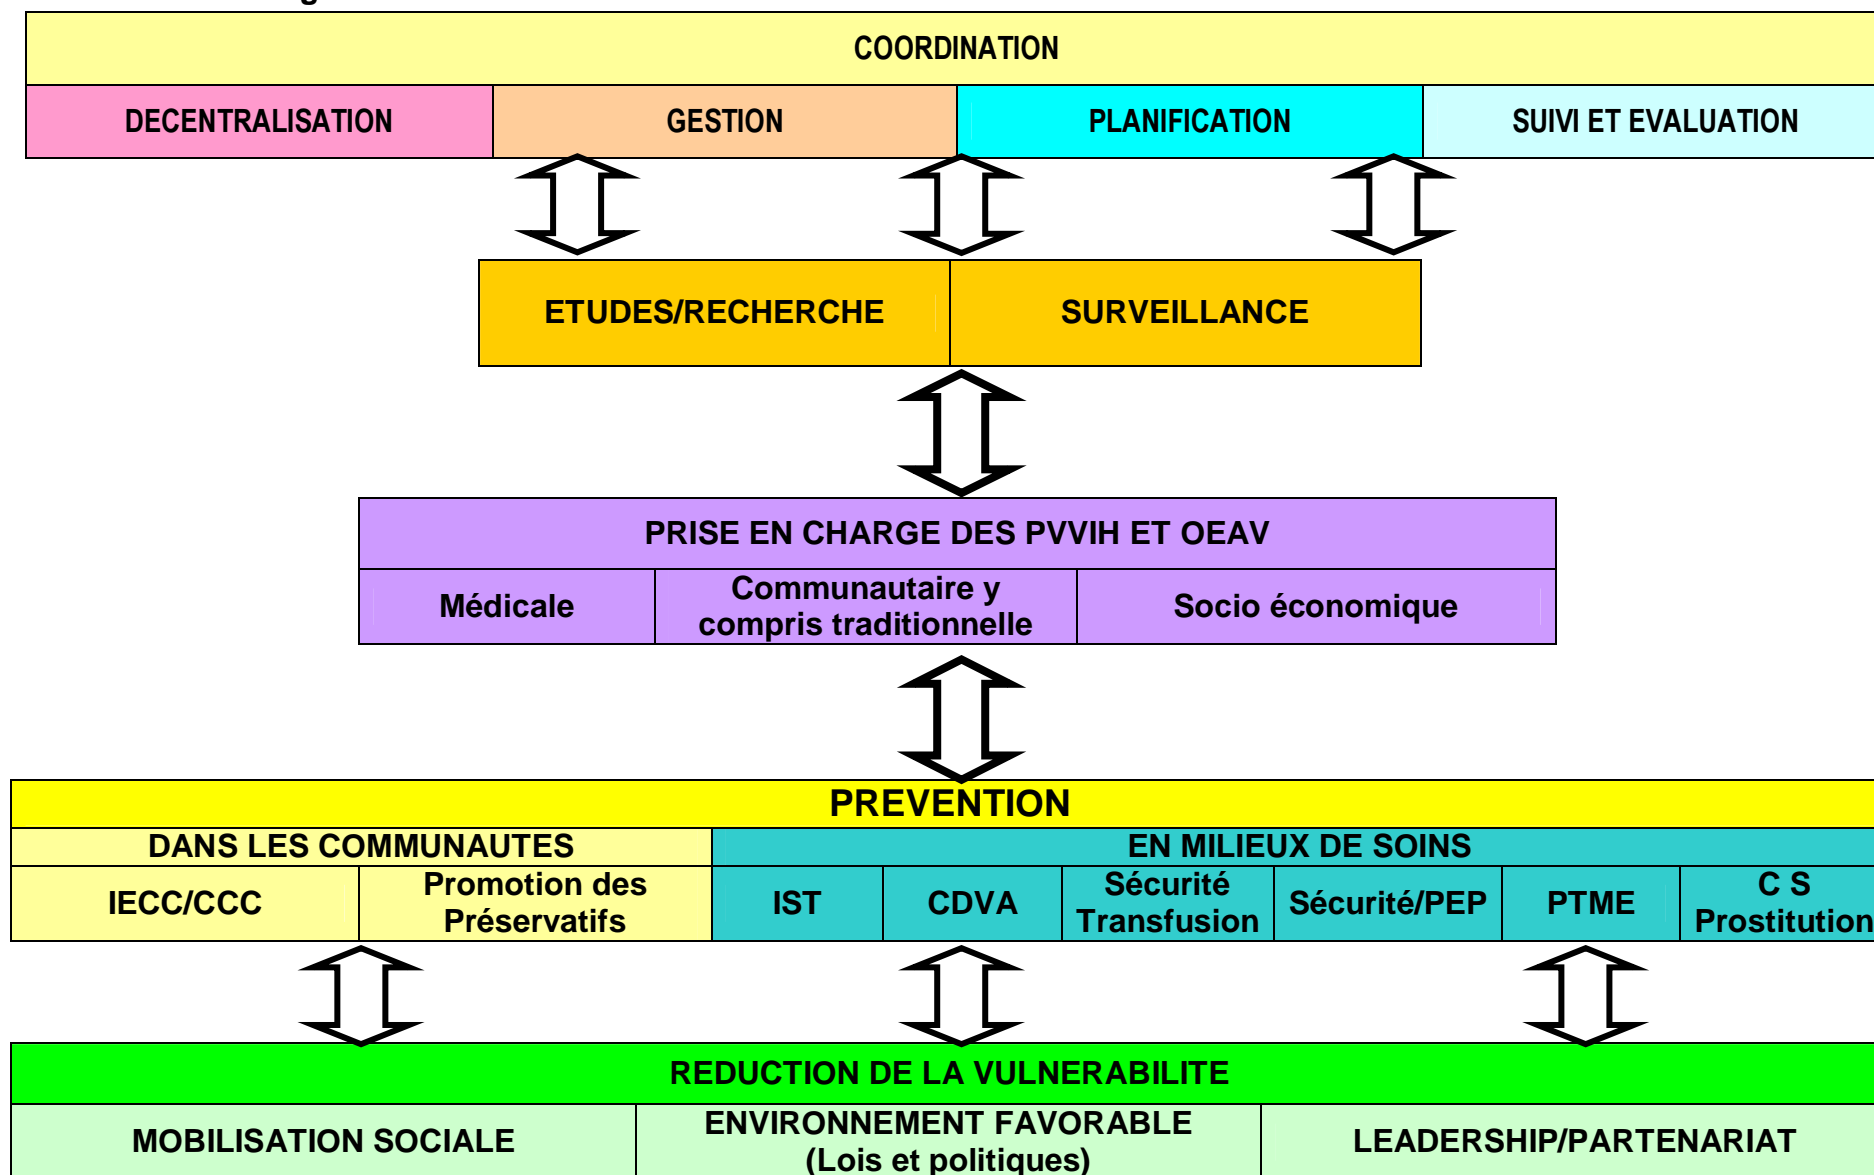 COORDINATION
DECENTRALISATION GESTION PLANIFICATION SUIVI ET EVALUATION
ETUDES/RECHERCHE SURVEILLANCE
PRISE EN CHARGE DES PVVIH ET OEAV
Médicale
Communautaire y
compris traditionnelle
Socio économique
PREVENTION
DANS LES COMMUNAUTES EN MILIEUX DE SOINS
IECC/CCC
Promotion des
Préservatifs
IST
CDVA
Sécurité
Transfusion
Sécurité/PEP
PTME
C S
Prostitution
REDUCTION DE LA VULNERABILITE
MOBILISATION SOCIALE
ENVIRONNEMENT FAVORABLE
(Lois et politiques)
LEADERSHIP/PARTENARIAT